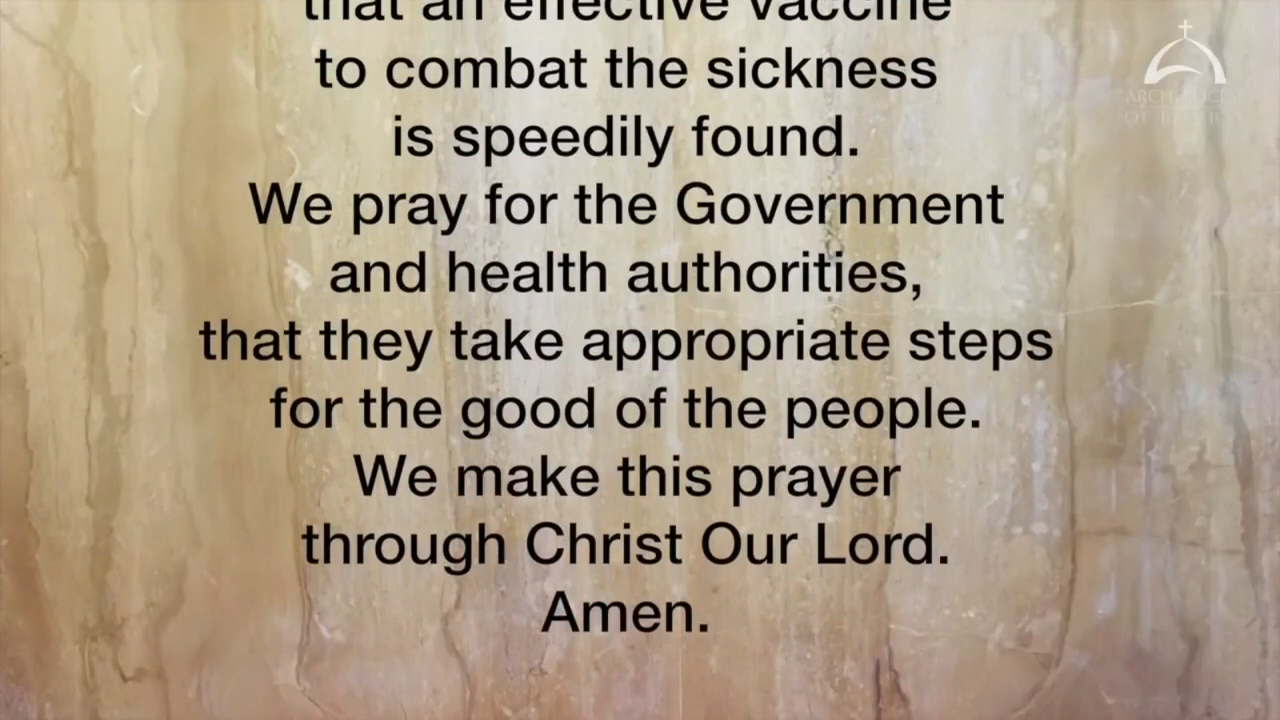 that an effective vaccine
to combat the sickness
is speedily found.
We pray for the Government
and health authorities,
that they take appropriate steps
for the good of the people.
We make this prayer
through Christ Our Lord.
Amen.